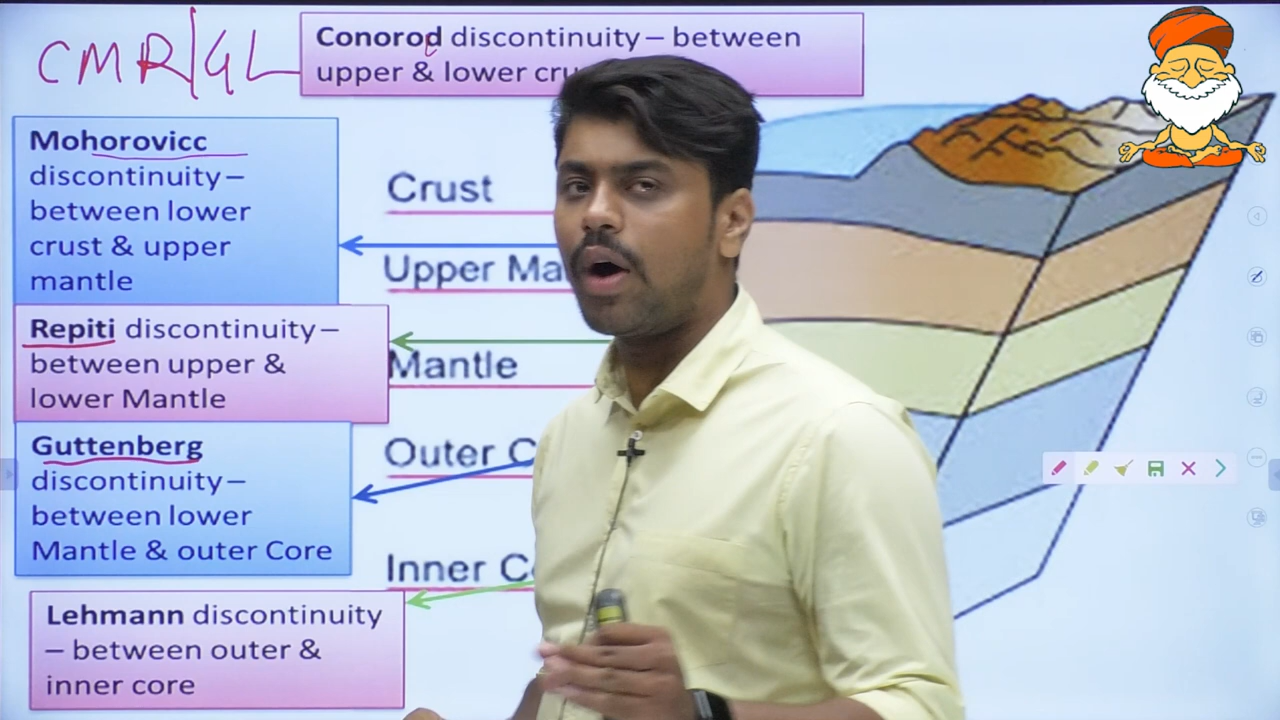 CMR|GL
Conorod discontinuity – between
upper & lower
Mohorovicc
discontinuity –
between lower
crust & upper
mantle
Crust
Upper
Repiti discontinuity –
between upper &
lower Mantle
Mantle
Guttenberg
discontinuity –
between lower
Mantle & outer Core
Outer
Inner
Lehmann discontinuity
– between outer &
inner core